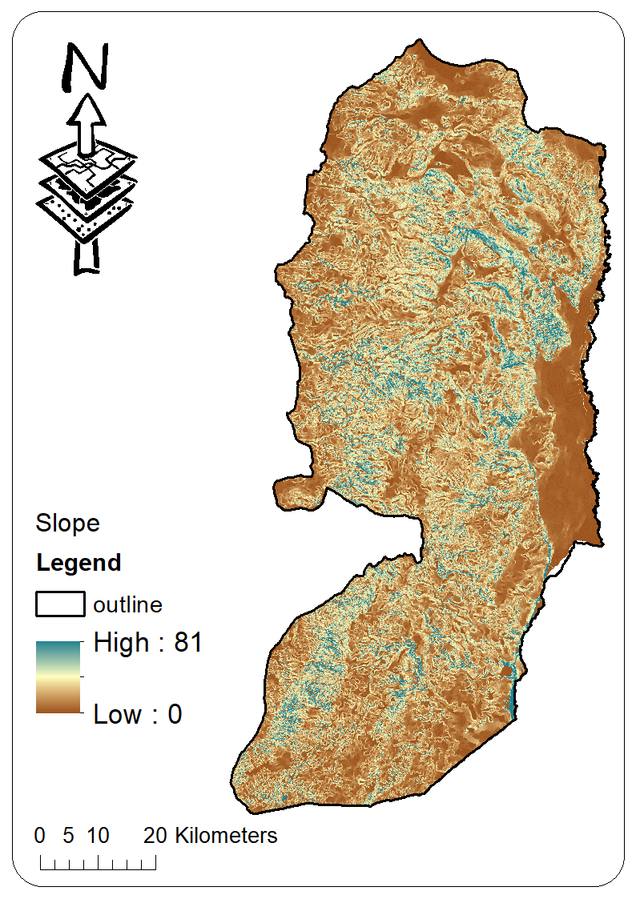 N
Slope
Legend
outline
High : 81
Low : 0
0 5 10 20 Kilometers